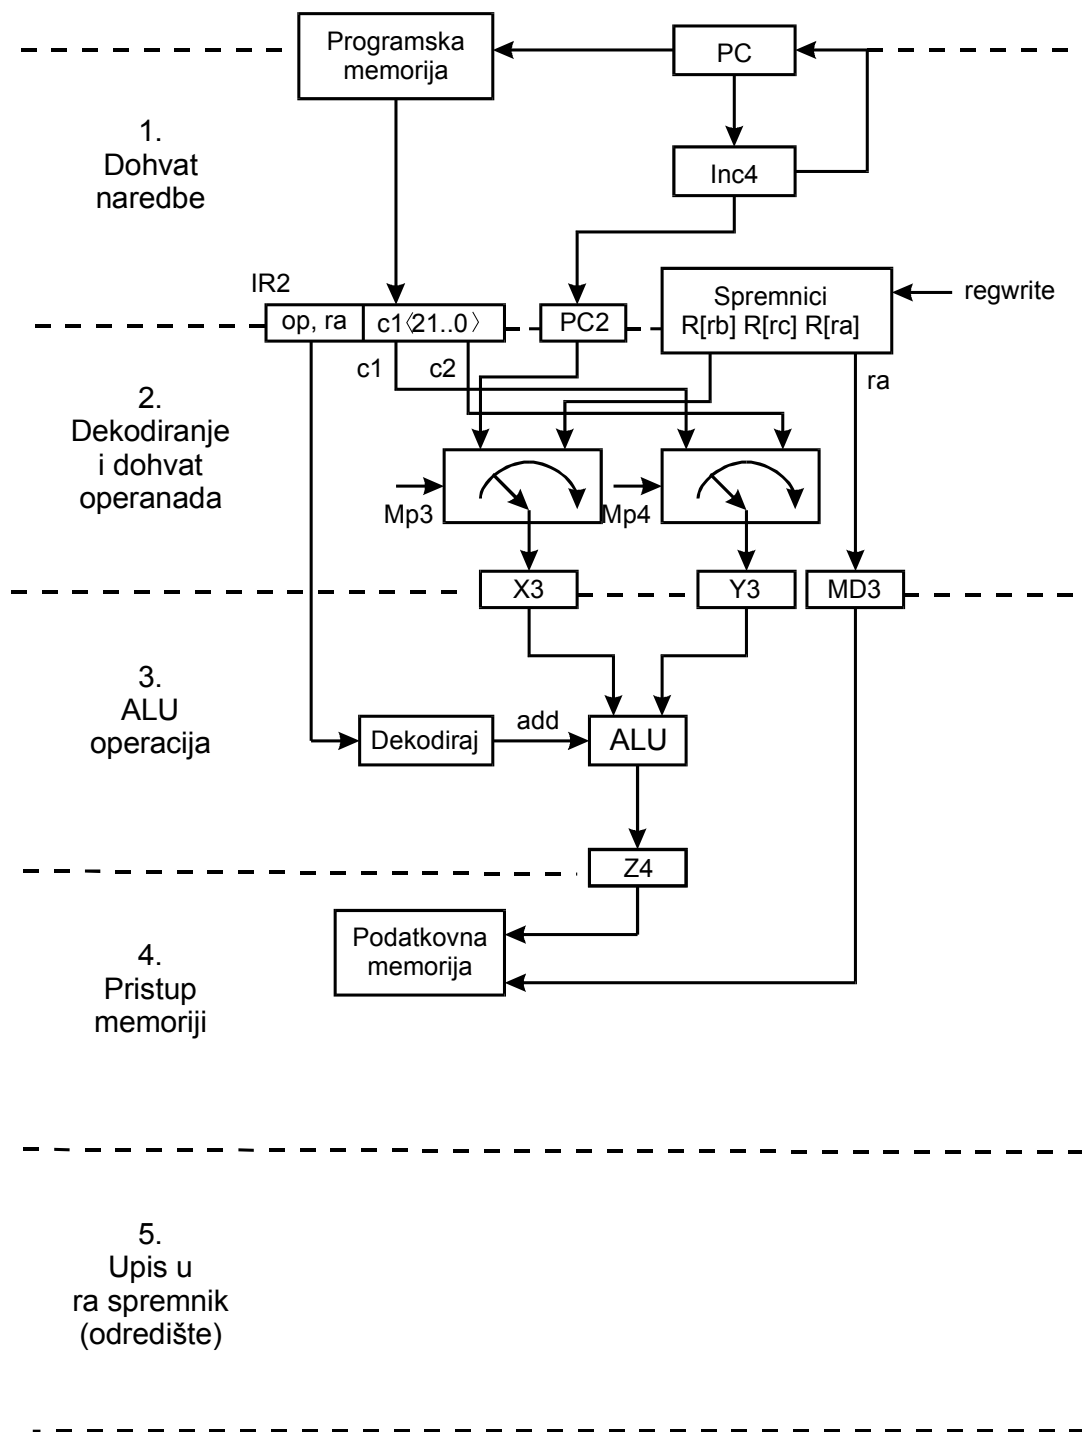 Programska
memorija
PC
1.
Dohvat
naredbe
Inc4
IR2
op, ra
c1〈21..0〉
PC2
Spremnici
R[rb] R[rc] R[ra]
regwrite
c1
c2
ra
2.
Dekodiranje
i dohvat
operanada
Mp3
Mp4
X3
Y3
MD3
3.
ALU
operacija
Dekodiraj
add
ALU
Z4
4.
Pristup
memoriji
Podatkovna
memorija
5.
Upis u
ra spremnik
(odredište)